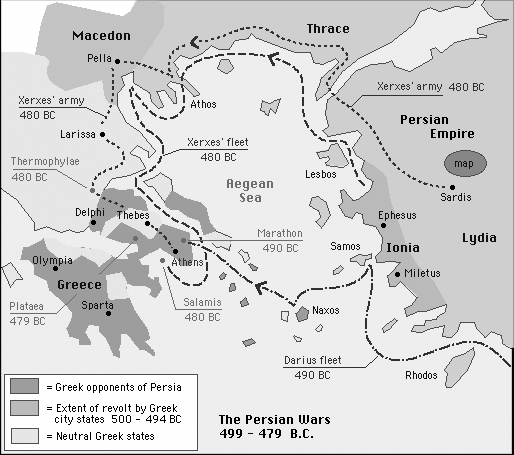 Macedon
Thrace
Pella
Xerxes' army
480 BC
Athos
Xerxes' army 480 BC
Larissa
Xerxes' fleet
480 BC
Persian
Empire
map
Thermophylae
480 BC
Lesbos
Aegean
Sea
Sardis
Delphi
Thebes
Ephesus
Marathon
490 BC
Samos
Ionia
Lydia
Olympia
Athens
Miletus
Greece
Plataea
479 BC
Sparta
Salamis
480 BC
Naxos
Darius fleet
490 BC
Rhodos
= Greek opponents of Persia
= Extent of revolt by Greek
city states 500 - 494 BC
= Neutral Greek states
The Persian Wars
499 - 479 B.C.